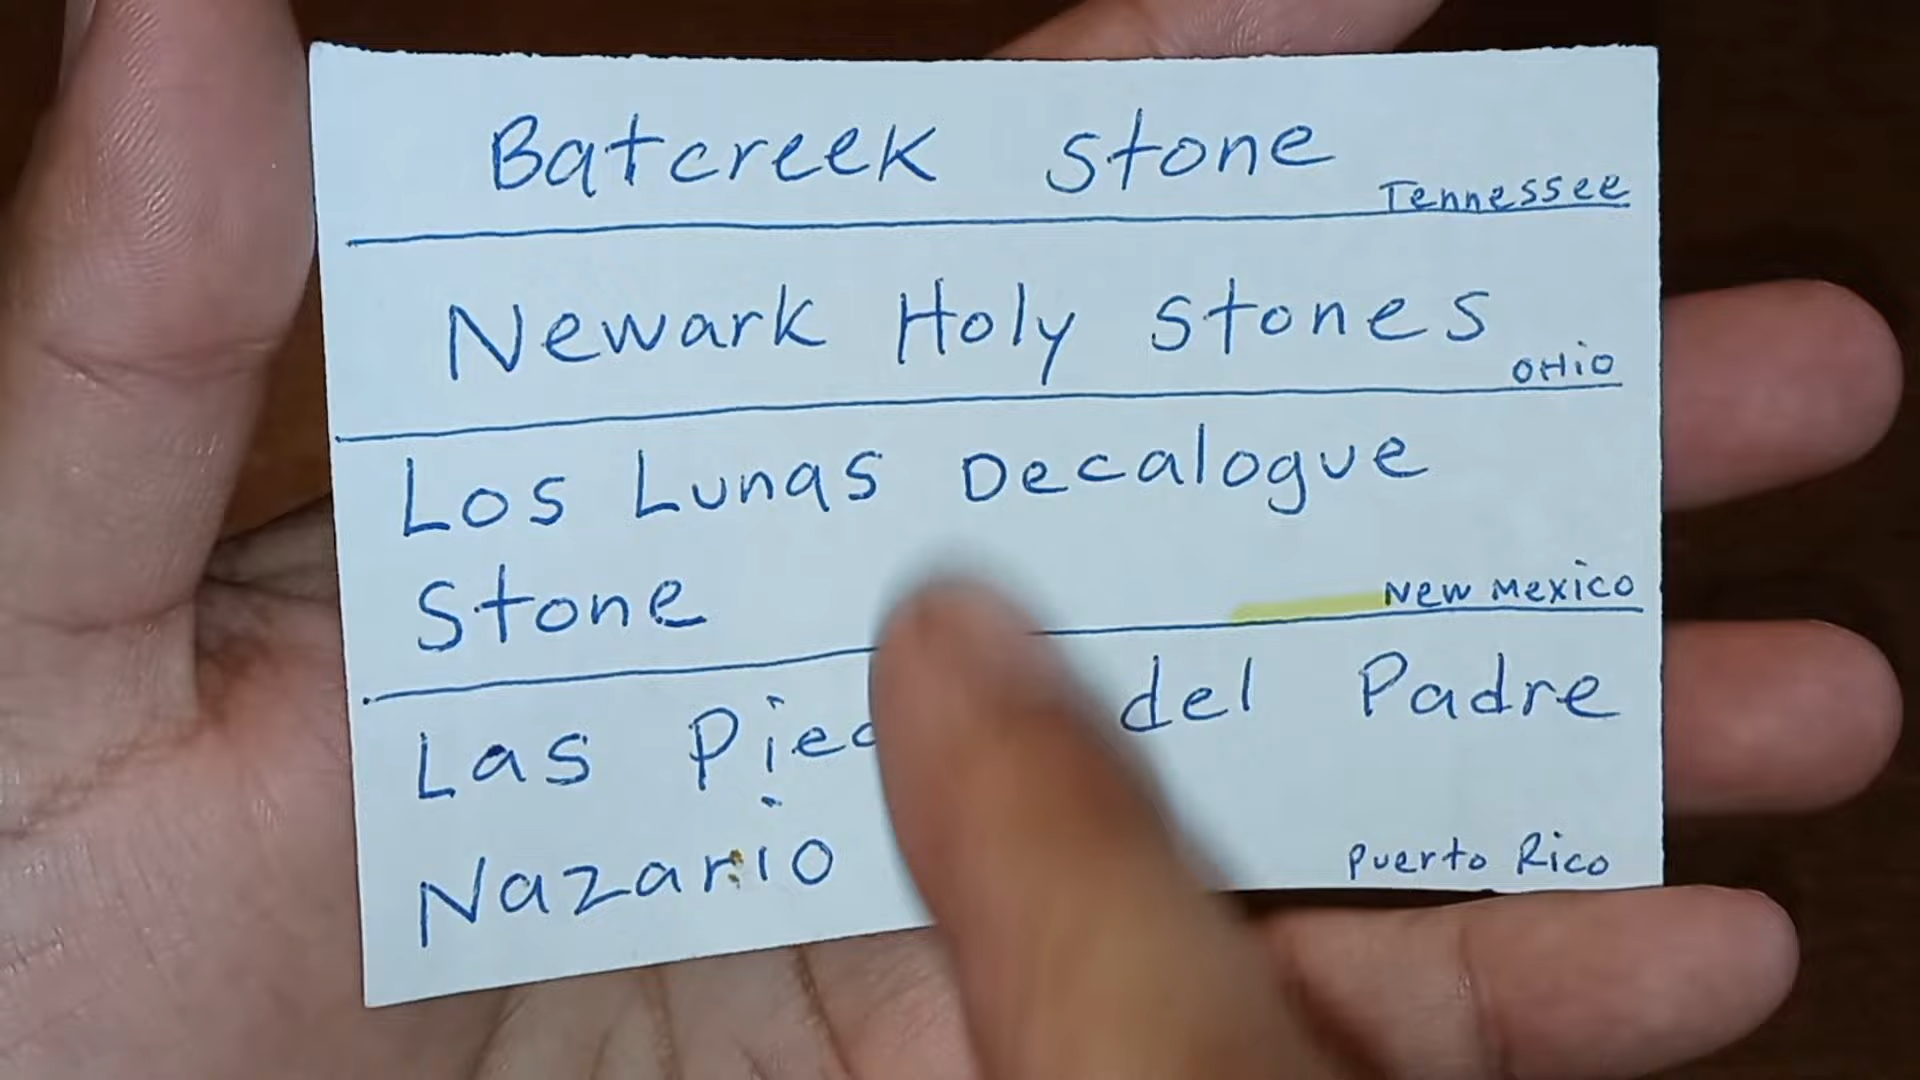 Batcreek Stone
Tennessee
Newark Holy Stones
OHiO
Los Lunas Decalogue
Stone
New Mexico
Las del Padre
Nazario
Puerto Rico